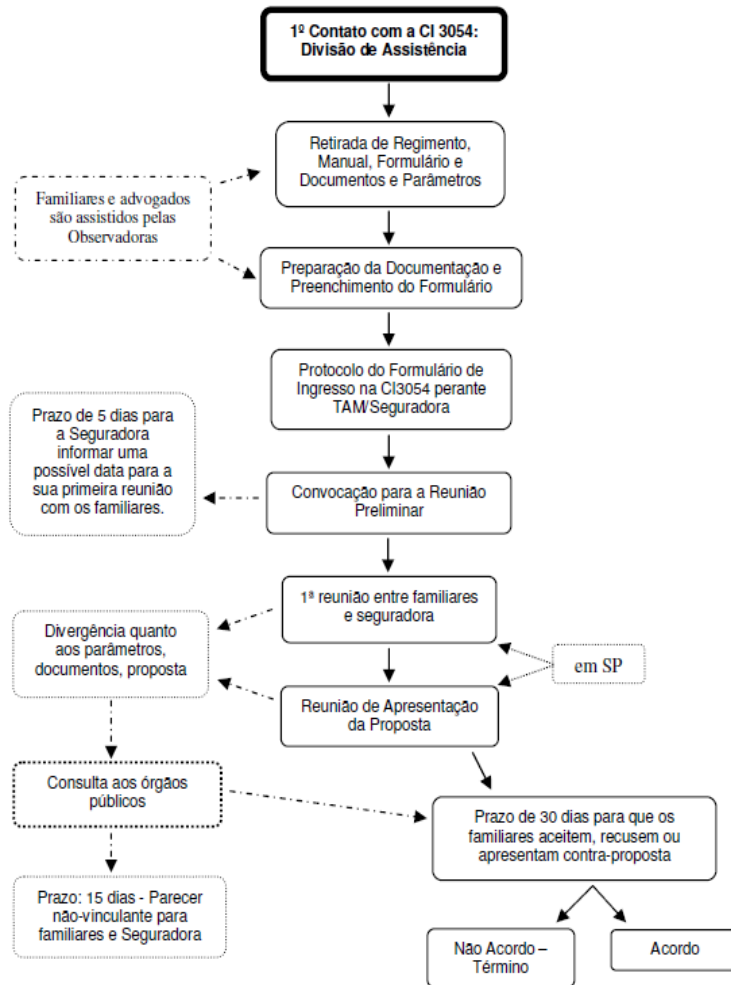 1º Contato com a CI 3054:
Divisão de Assistência
Retirada de Regimento,
Manual, Formulário e
Documentos e Parâmetros
Familiares e advogados
são assistidos pelas
Observadoras
Preparação da Documentação e
Preenchimento do Formulário
Protocolo do Formulário de
Ingresso na CI3054 perante
TAM/Seguradora
Prazo de 5 dias para
a Seguradora
informar uma
possível data para a
sua primeira reunião
com os familiares.
Convocação para a Reunião
Preliminar
1ª reunião entre familiares
e seguradora
Divergência quanto
aos parâmetros,
documentos, proposta
em SP
Reunião de Apresentação
da Proposta
Consulta aos órgãos
públicos
Prazo de 30 dias para que os
familiares aceitem, recusem ou
apresentam contra-proposta
Prazo: 15 dias - Parecer
não-vinculante para
familiares e Seguradora
Não Acordo –
Término
Acordo